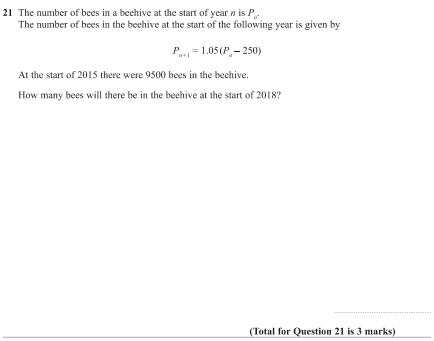 21 The number of bees in a beehive at the start of year n is Pₙ.
The number of bees in the beehive at the start of the following year is given by
Pₙ₊₁ = 1.05(Pₙ – 250)
At the start of 2015 there were 9500 bees in the beehive.
How many bees will there be in the beehive at the start of 2018?
(Total for Question 21 is 3 marks)